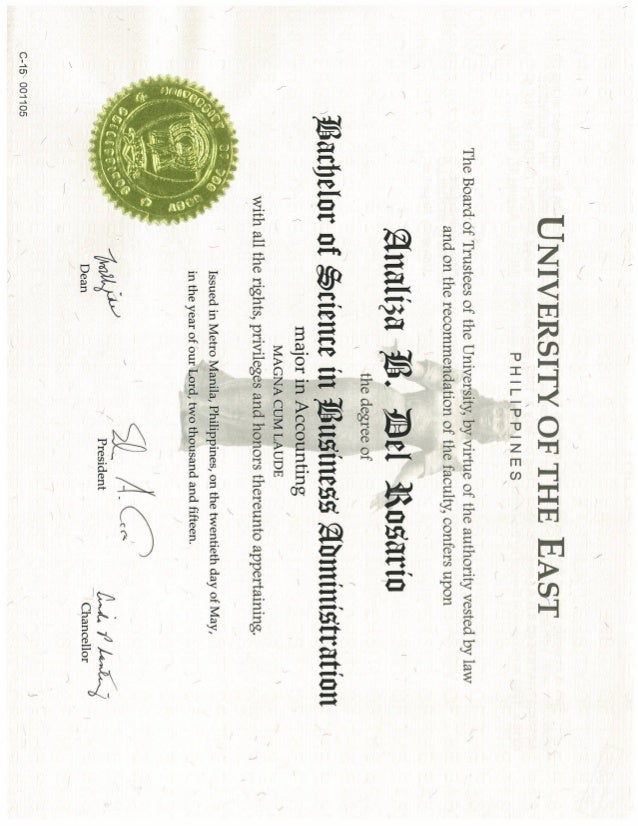 UNIVERSITY OF THE EAST
PHILIPPINES
The Board of Trustees of the University, by virtue of the authority vested by law
and on the recommendation of the faculty, confers upon
Analiza B. Del Rosario
the degree of
Bachelor of Science in Business Administration
major in Accounting
MAGNA CUM LAUDE
with all the rights, privileges and honors thereunto appertaining.
Issued in Metro Manila, Philippines, on the twentieth day of May,
in the year of our Lord, two thousand and fifteen.
Dean
President
Chancellor
C-15 001105